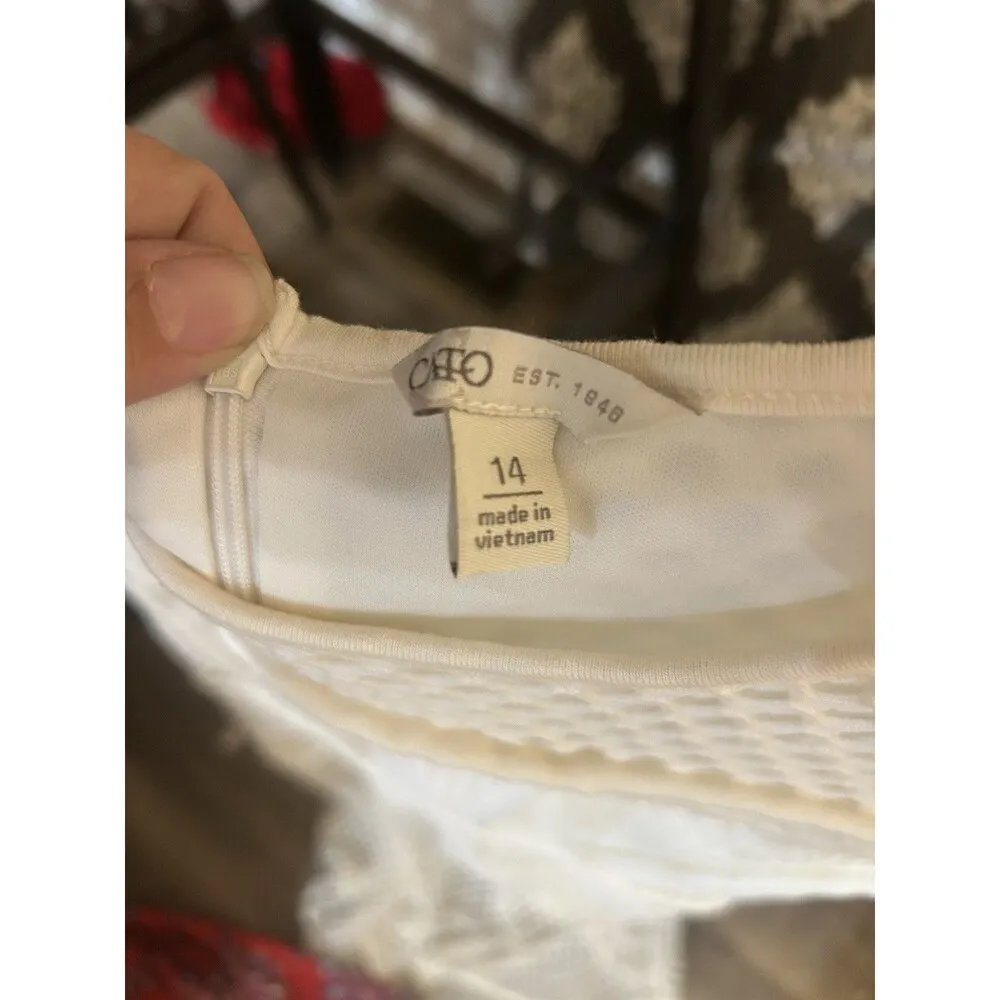 CATO EST. 1946
14
made in
vietnam